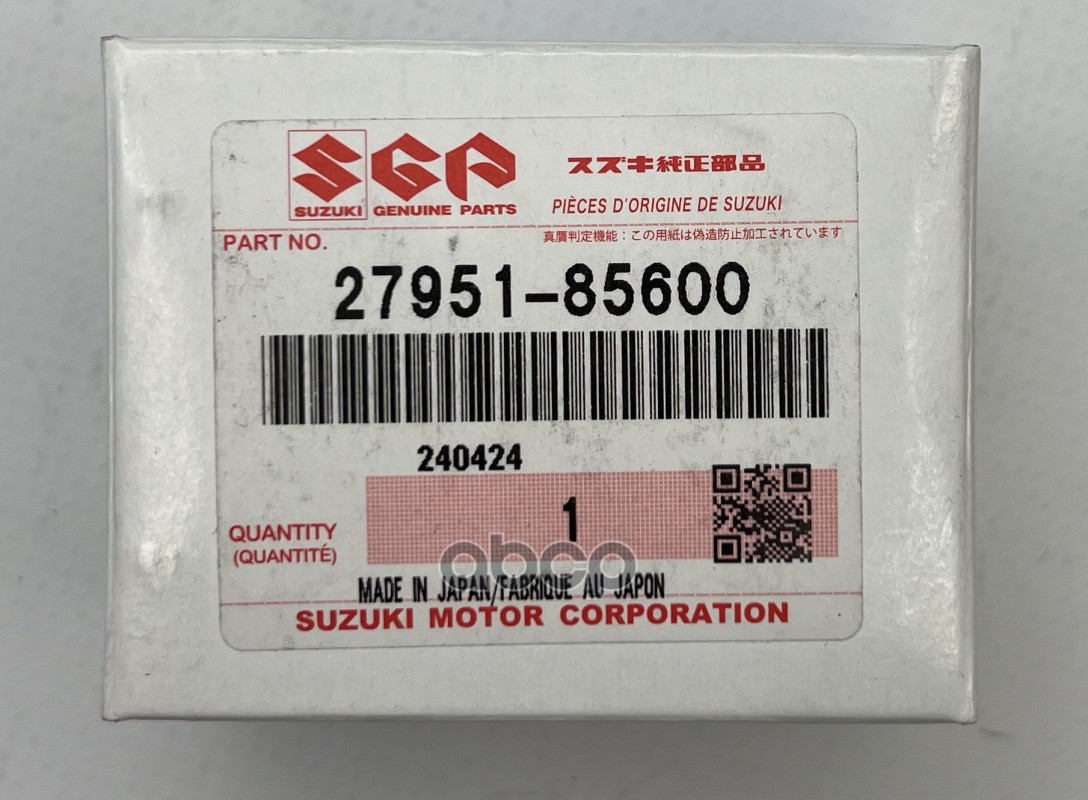 SGP
スズキ純正部品
SUZUKI GENUINE PARTS
PIÈCES D'ORIGINE DE SUZUKI
PART NO.
真贋判定機能：この用紙は偽造防止加工されています
27951-85600
240424
1
QUANTITY
(QUANTITÉ)
abcp
MADE IN JAPAN/FABRIQUE AU JAPON
SUZUKI MOTOR CORPORATION